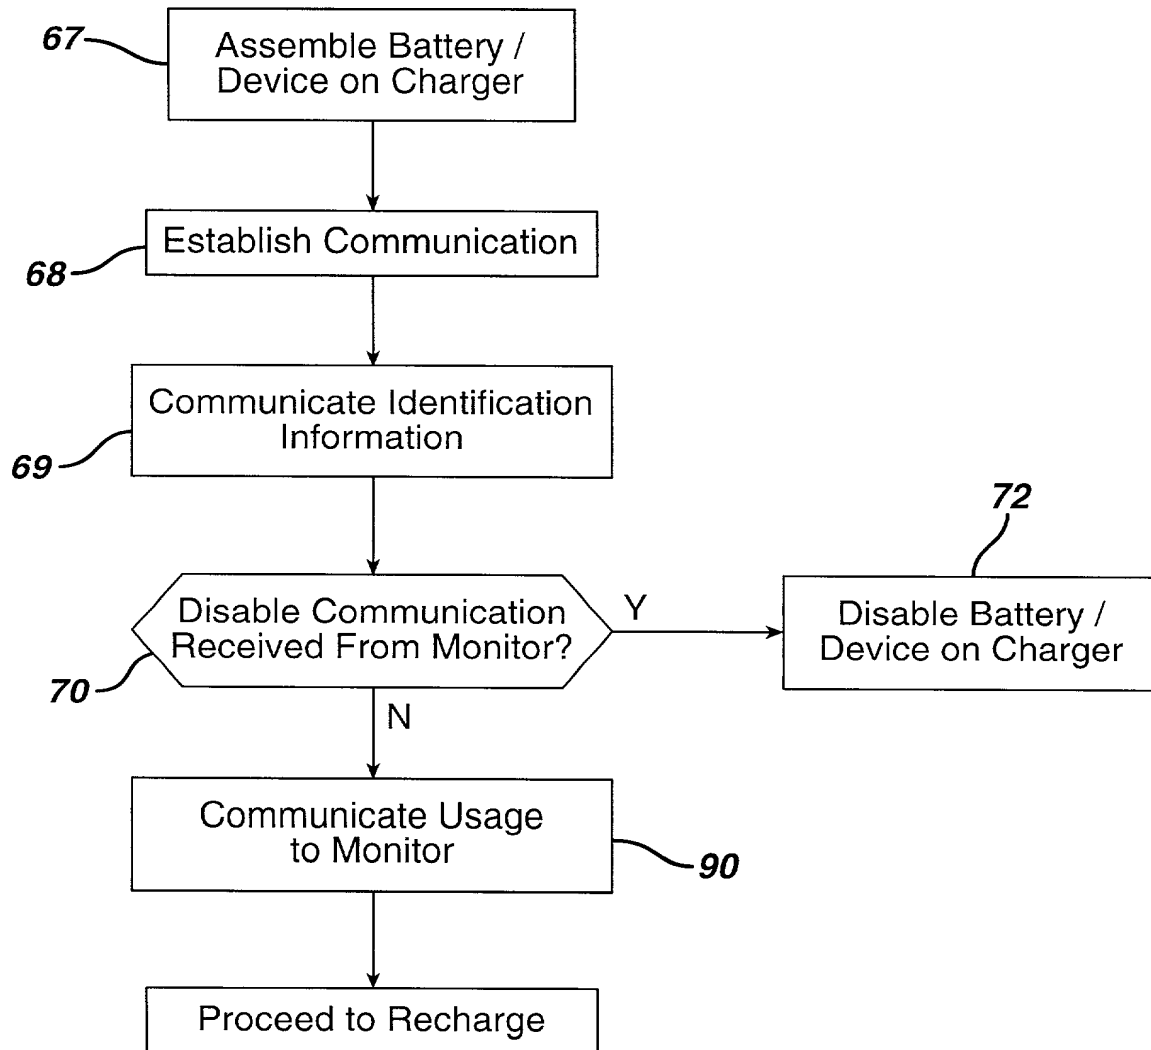 67
Assemble Battery /
Device on Charger
Establish Communication
68
Communicate Identification
Information
69
72
Disable Communication
Received From Monitor?
Y
Disable Battery /
Device on Charger
70
N
Communicate Usage
to Monitor
90
Proceed to Recharge